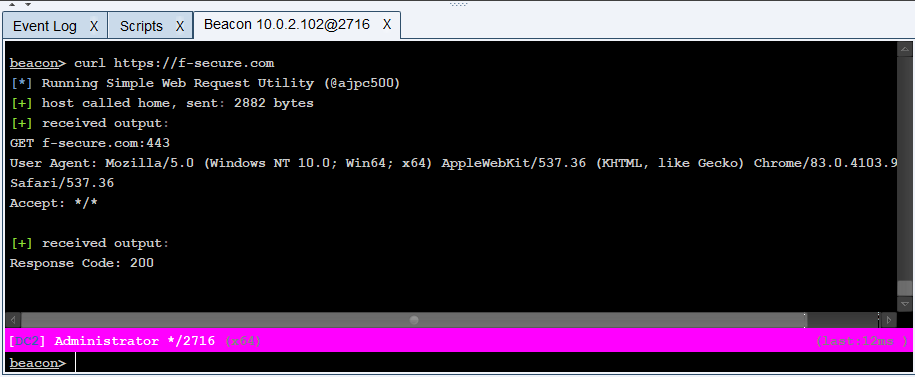 Event Log X Scripts X Beacon 10.0.2.102@2716 X
beacon> curl https://f-secure.com
[*] Running Simple Web Request Utility (@ajpc500)
[+] host called home, sent: 2882 bytes
[+] received output:
GET f-secure.com:443
User Agent: Mozilla/5.0 (Windows NT 10.0; Win64; x64) AppleWebKit/537.36 (KHTML, like Gecko) Chrome/83.0.4103.9
Safari/537.36
Accept: */*
[+] received output:
Response Code: 200
[DC2] Administrator */2716 (x64) (last:12ms )
beacon>